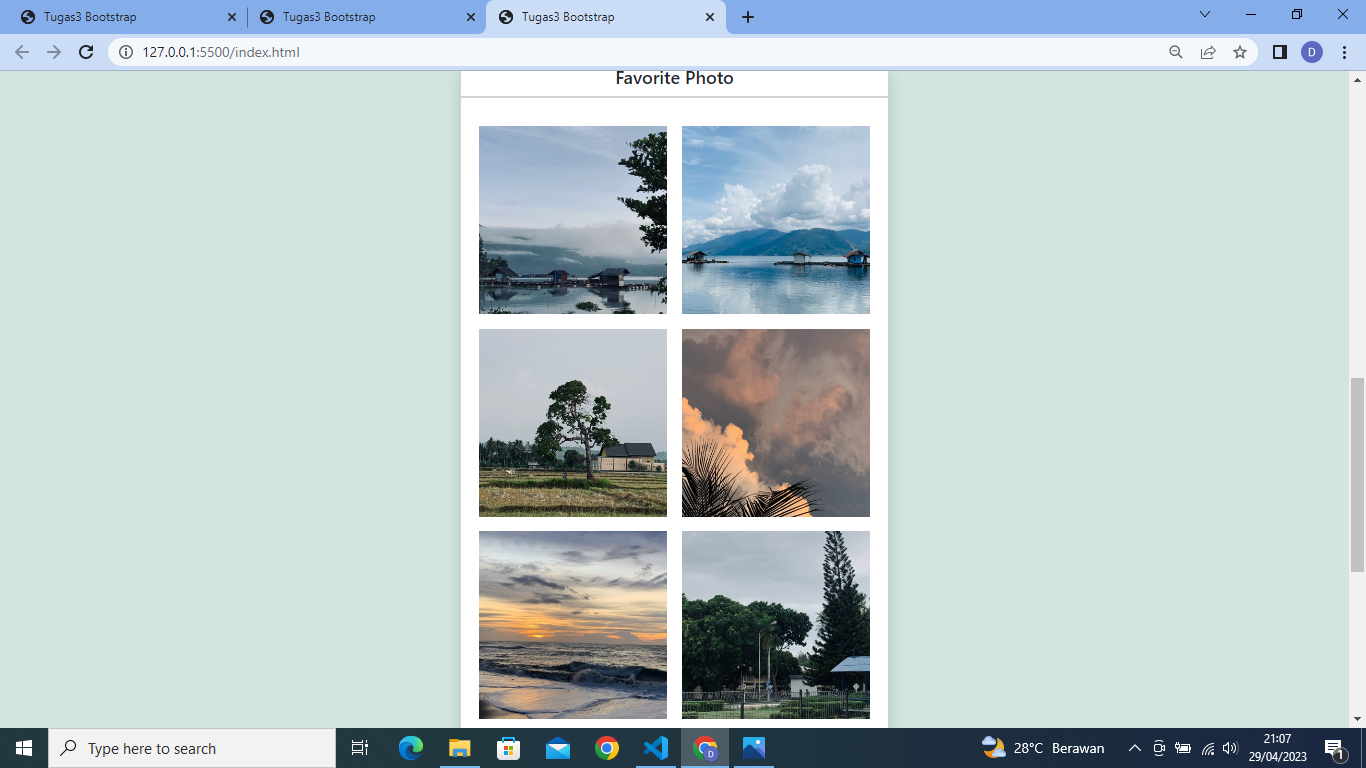 Tugas3 Bootstrap
Tugas3 Bootstrap
Tugas3 Bootstrap
127.0.0.1:5500/index.html
D
Favorite Photo
Type here to search
D
28°C Berawan
21:07
29/04/2023
1